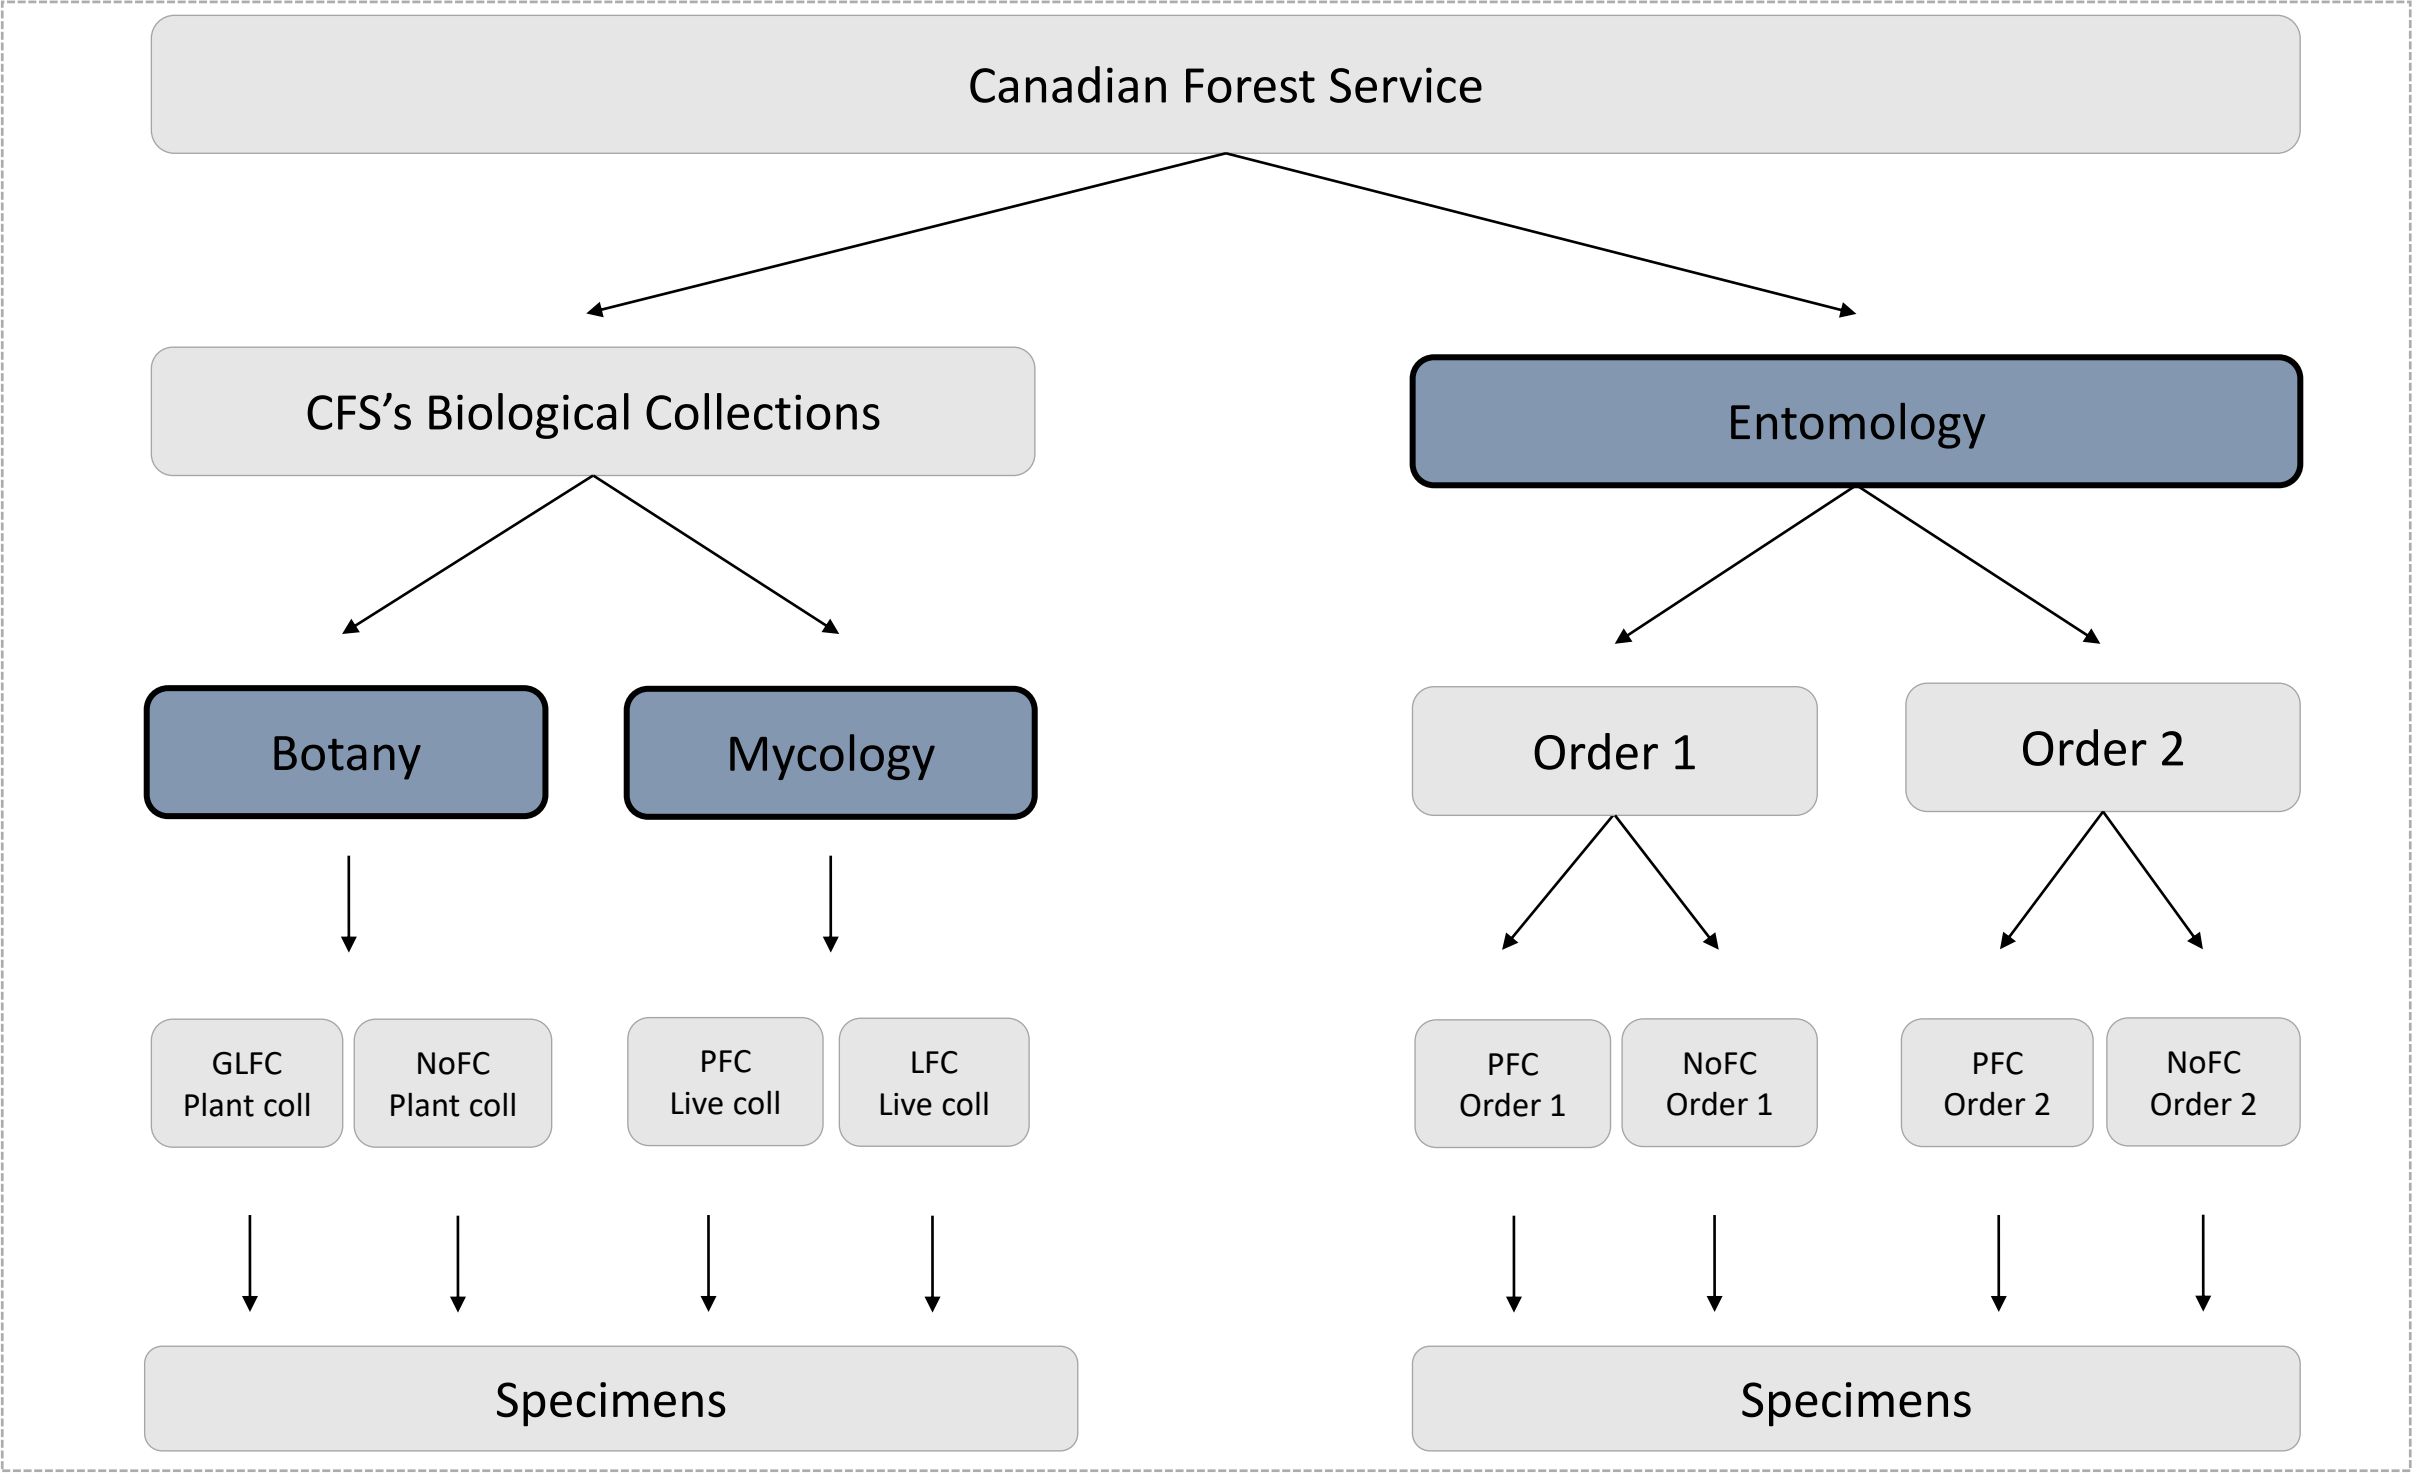 Canadian Forest Service
CFS’s Biological Collections
Entomology
Botany
Mycology
Order 1
Order 2
GLFC
Plant coll
NoFC
Plant coll
PFC
Live coll
LFC
Live coll
PFC
Order 1
NoFC
Order 1
PFC
Order 2
NoFC
Order 2
Specimens
Specimens